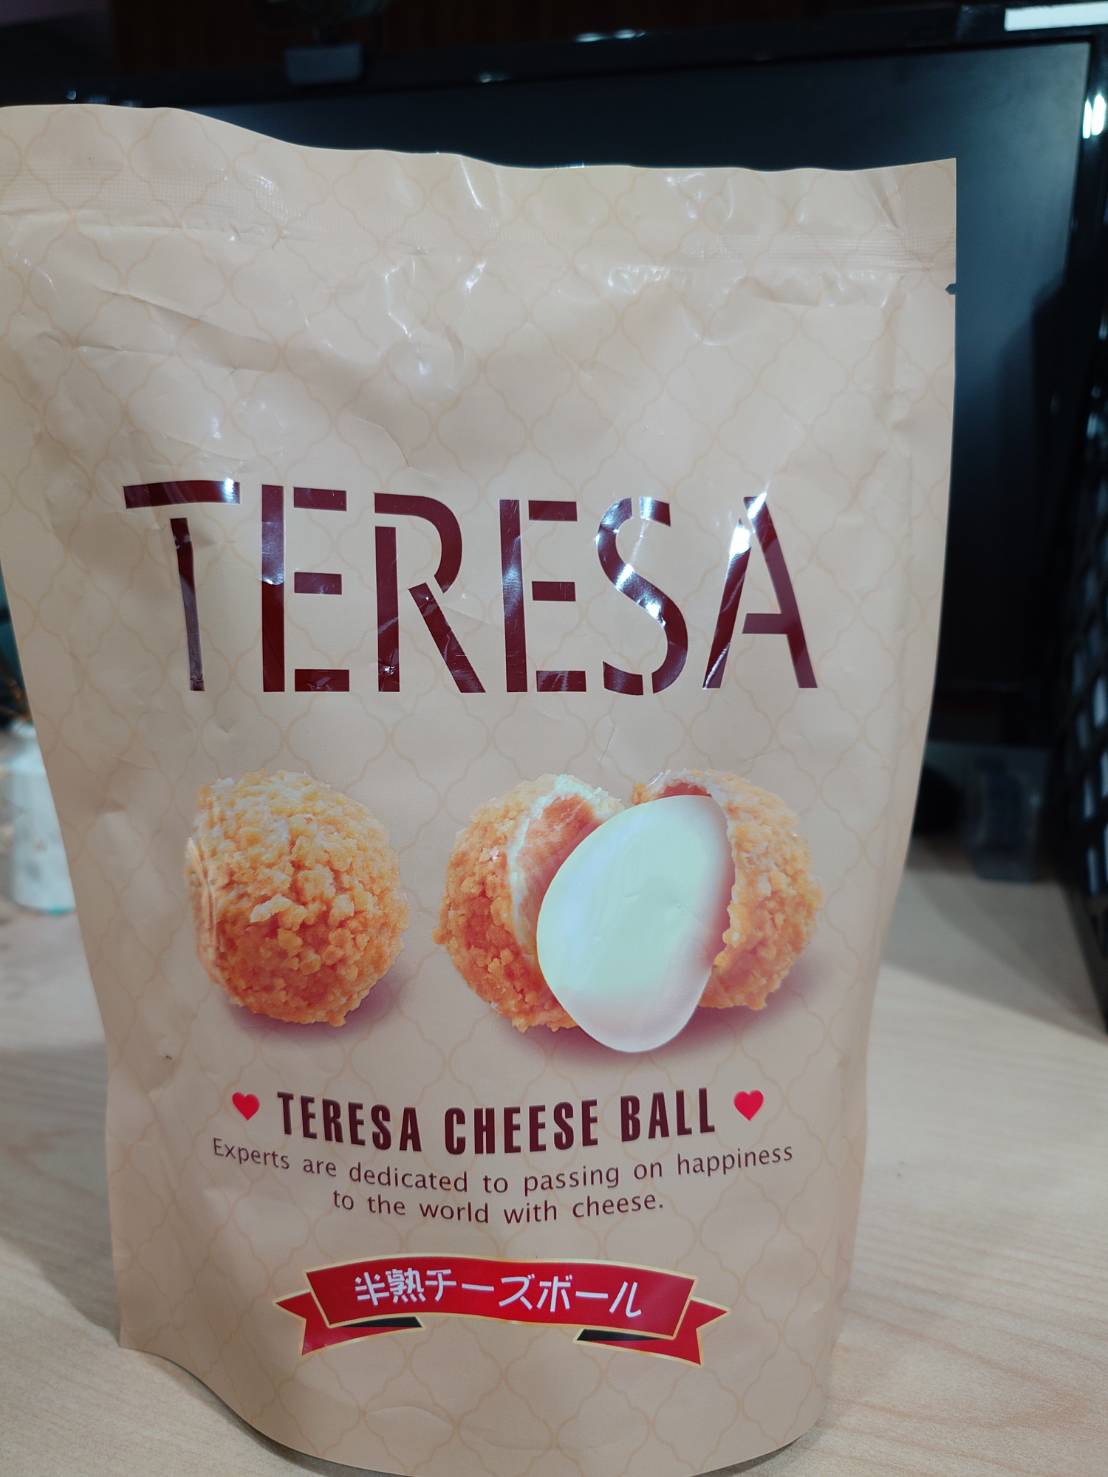 TERESA
TERESA CHEESE BALL
Experts are dedicated to passing on happiness
to the world with cheese.
半熟チーズボール